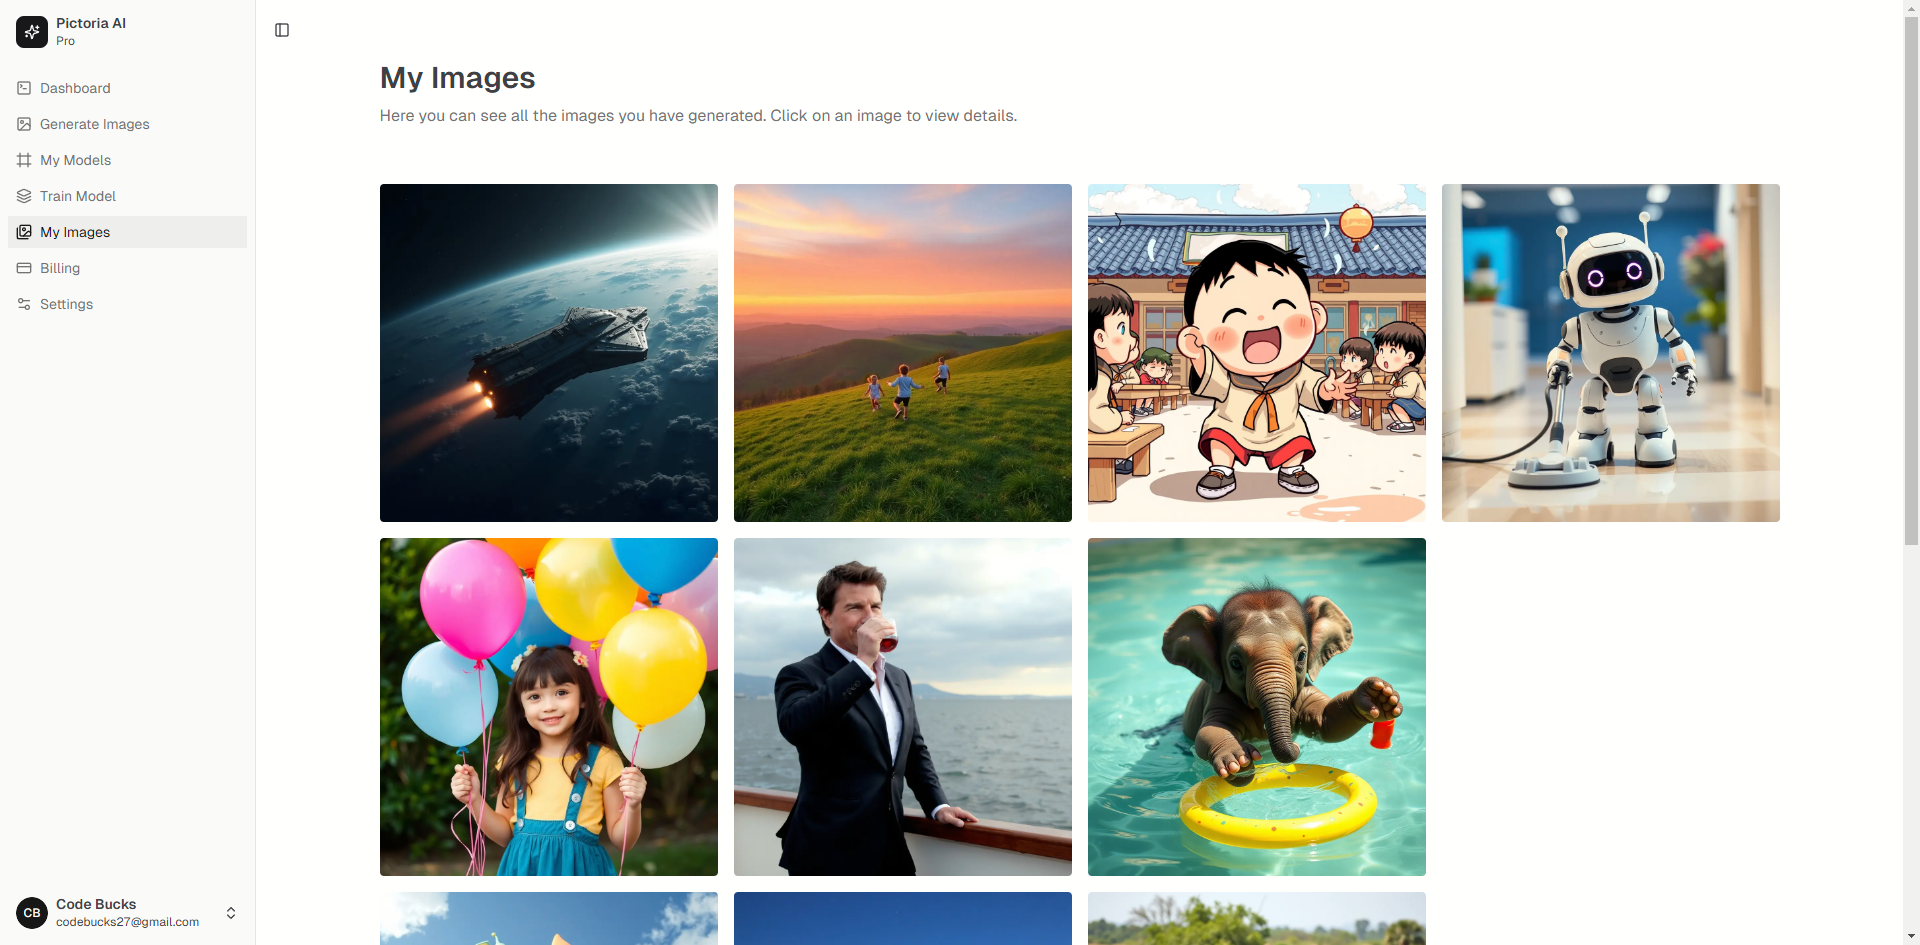 Pictoria AI
Pro
Dashboard
Generate Images
My Models
Train Model
My Images
Billing
Settings
CB
Code Bucks
codebucks27@gmail.com
My Images
Here you can see all the images you have generated. Click on an image to view details.